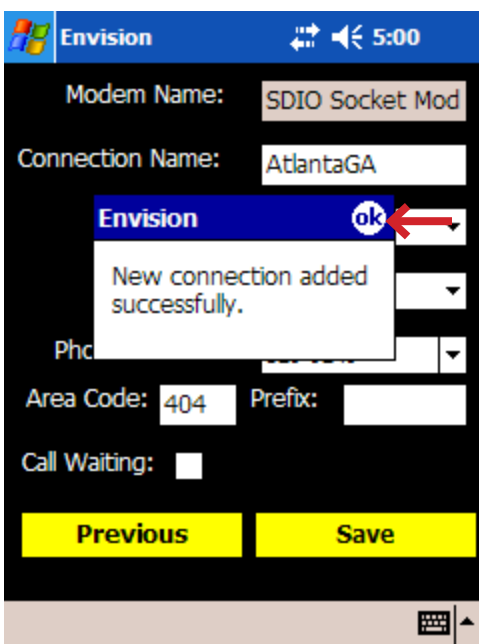 Envision 5:00
Modem Name: SDIO Socket Mod
Connection Name: AtlantaGA
Envision ok
New connection added
successfully.
Area Code: 404 Prefix:
Call Waiting:
Previous Save